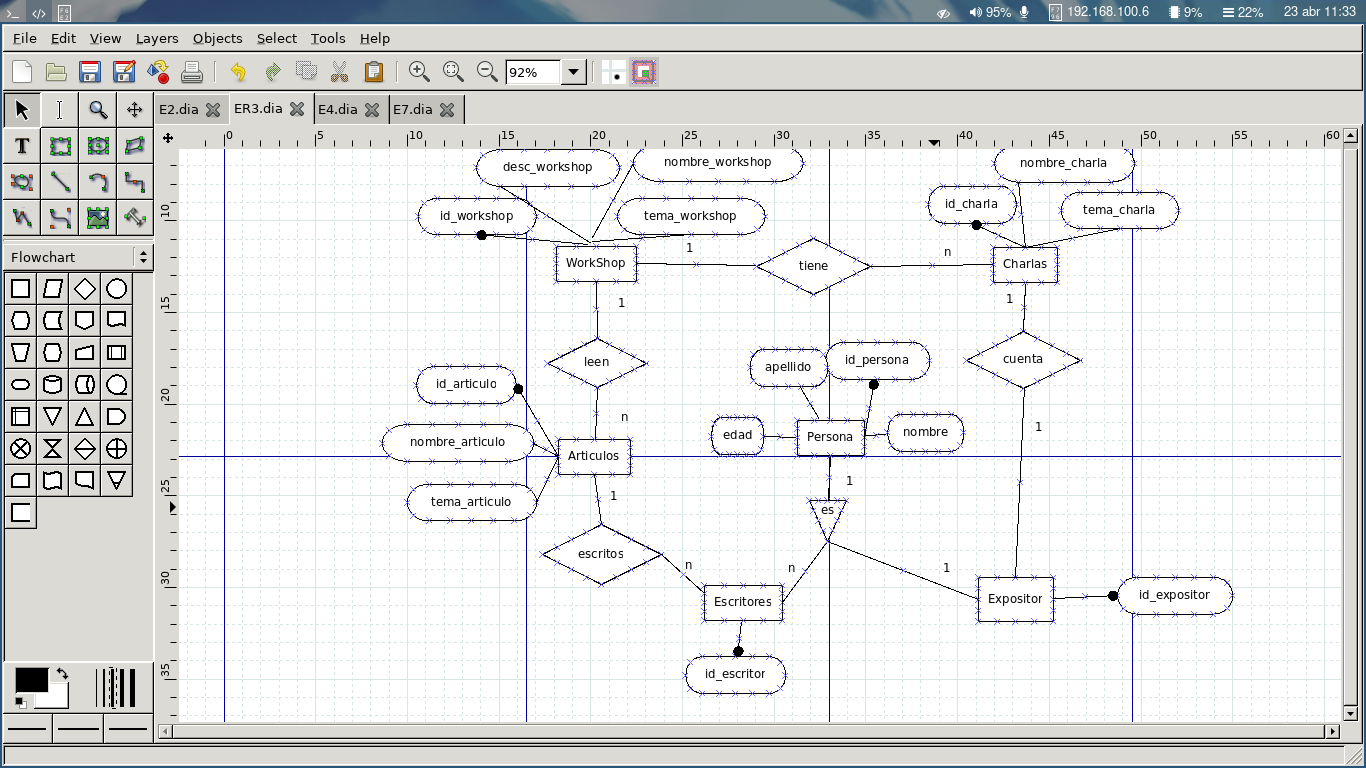 95%
192.168.100.6
9%
22%
23 abr 11:33
File Edit View Layers Objects Select Tools Help
92%
E2.dia
ER3.dia
E4.dia
E7.dia
0 5 10 15 20 25 30 35 40 45 50 55 60
10
15
20
25
30
35
T
Flowchart
desc_workshop
nombre_workshop
nombre_charla
id_workshop
tema_workshop
id_charla
tema_charla
WorkShop
1
tiene
n
Charlas
1
1
leen
cuenta
apellido
id_persona
id_articulo
n
1
edad
Persona
nombre
nombre_articulo
Articulos
1
tema_articulo
1
es
escritos
n
n
1
Escritores
Expositor
id_expositor
id_escritor